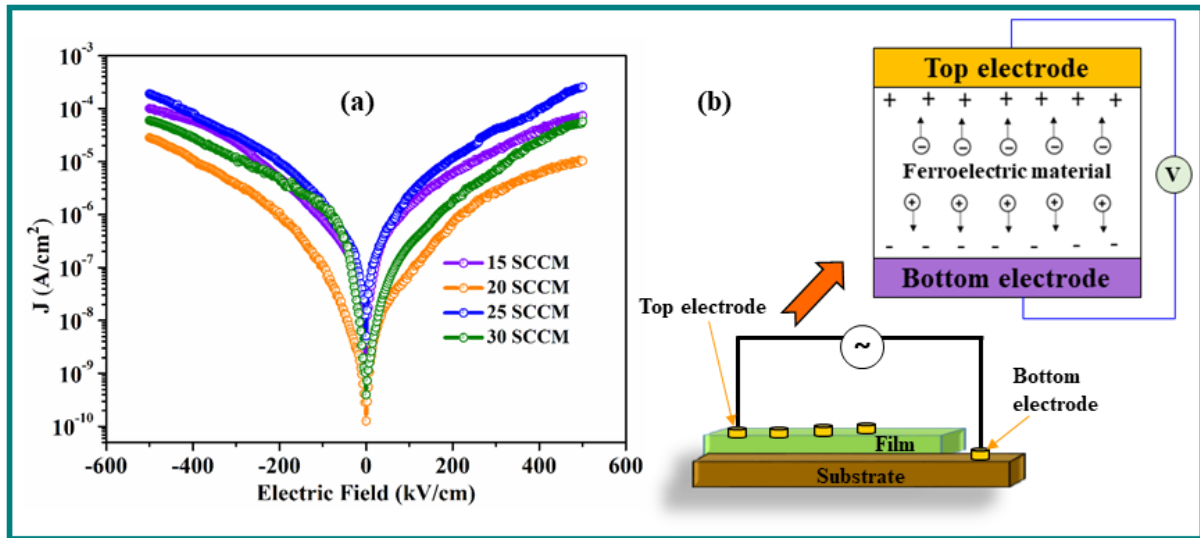 (a)
J (A/cm²)
10⁻³
10⁻⁴
10⁻⁵
10⁻⁶
10⁻⁷
10⁻⁸
10⁻⁹
10⁻¹⁰
-600 -400 -200 0 200 400 600
Electric Field (kV/cm)
15 SCCM
20 SCCM
25 SCCM
30 SCCM
(b)
Top electrode
+ + + + + + +
- - - - -
Ferroelectric material
+ + + + +
- - - - - - -
Bottom electrode
V
Top electrode
~
Bottom
electrode
Film
Substrate